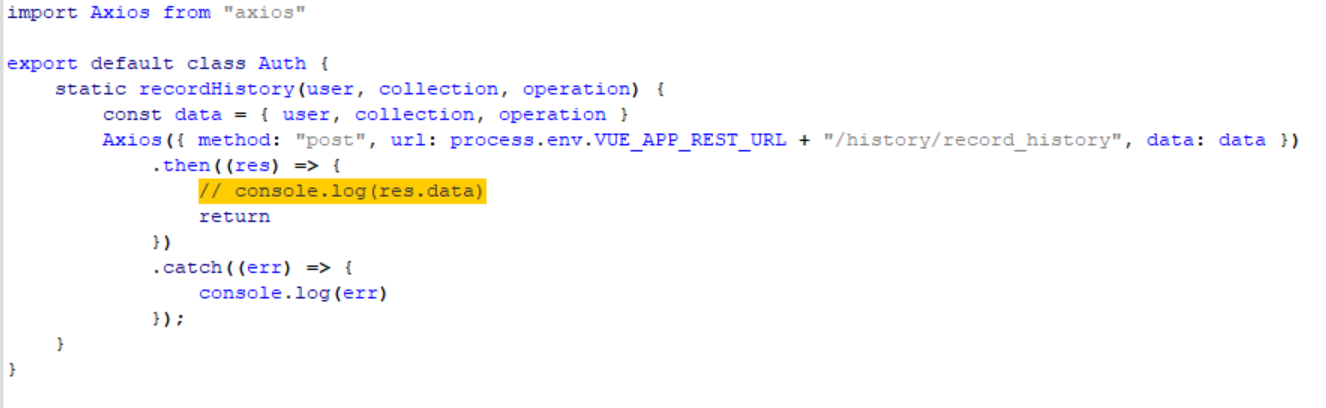 import Axios from "axios"
export default class Auth {
static recordHistory(user, collection, operation) {
const data = { user, collection, operation }
Axios({ method: "post", url: process.env.VUE_APP_REST_URL + "/history/record_history", data: data })
.then((res) => {
// console.log(res.data)
return
})
.catch((err) => {
console.log(err)
});
}
}